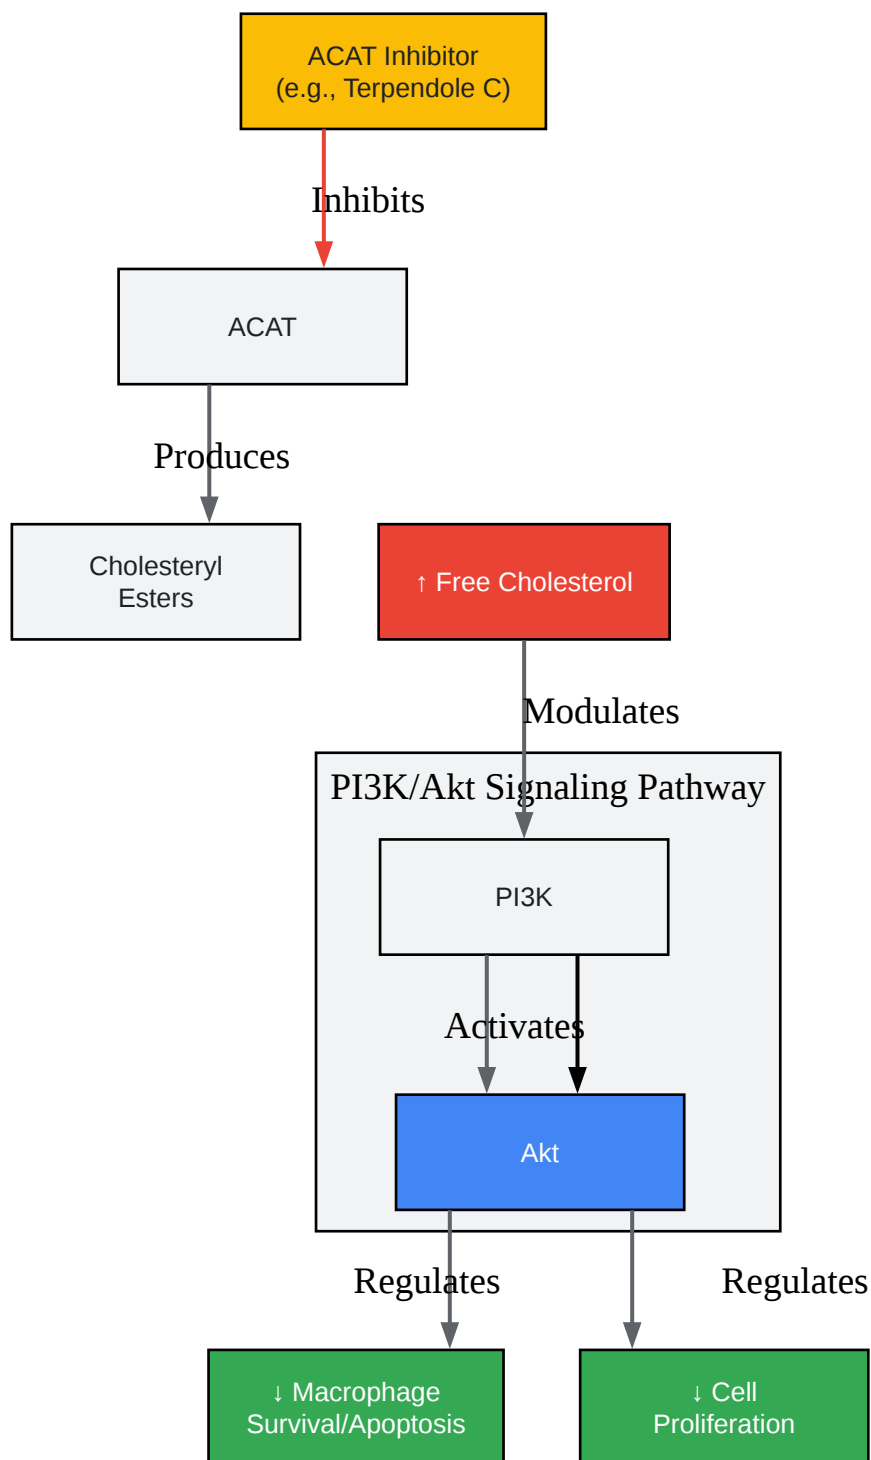 ACAT Inhibitor
(e.g., Terpendole C)
Inhibits
ACAT
Produces
Cholesteryl
Esters
↑ Free Cholesterol
Modulates
PI3K/Akt Signaling Pathway
PI3K
Activates
Akt
Regulates
Regulates
↓ Macrophage
Survival/Apoptosis
↓ Cell
Proliferation